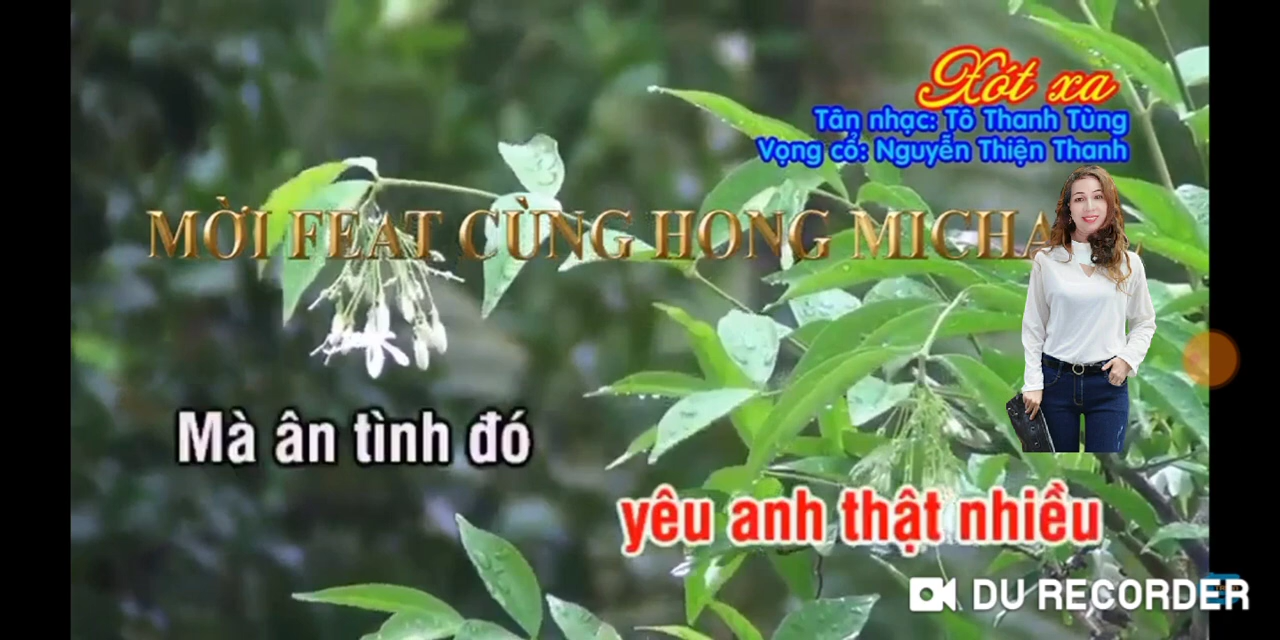 Xót xa
Tân nhạc: Tô Thanh Tùng
Vọng cổ: Nguyễn Thiện Thanh
MỜI FEAT CÙNG HONG
Mà ân tình đó
yêu anh thật nhiều
DU RECORDER